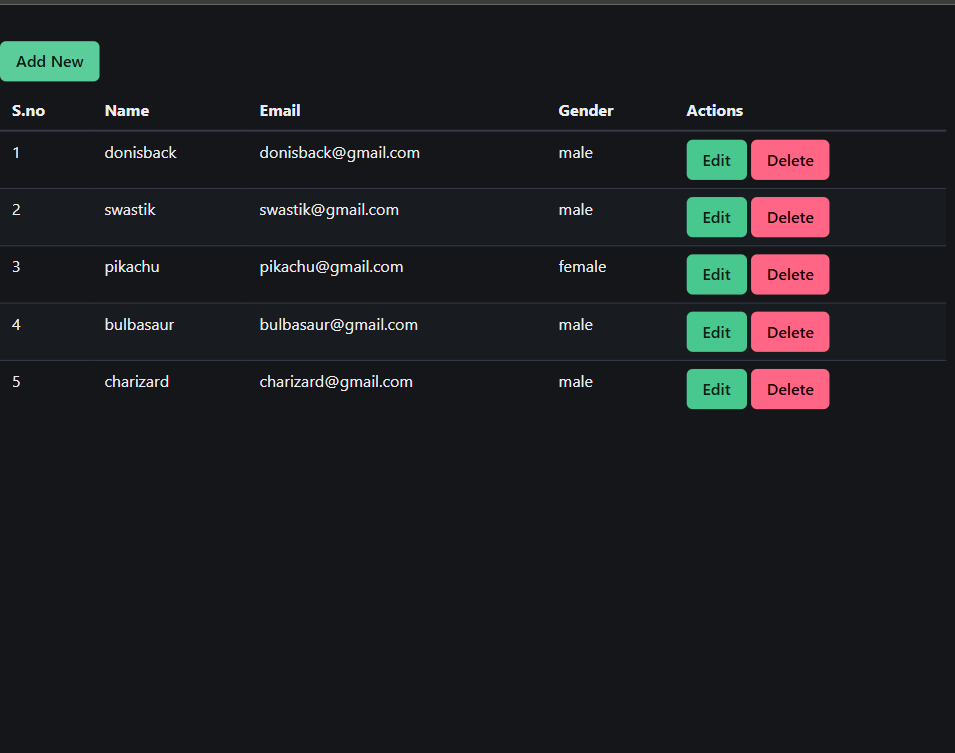 Add New
S.no Name Email Gender Actions
1 donisback donisback@gmail.com male Edit Delete
2 swastik swastik@gmail.com male Edit Delete
3 pikachu pikachu@gmail.com female Edit Delete
4 bulbasaur bulbasaur@gmail.com male Edit Delete
5 charizard charizard@gmail.com male Edit Delete